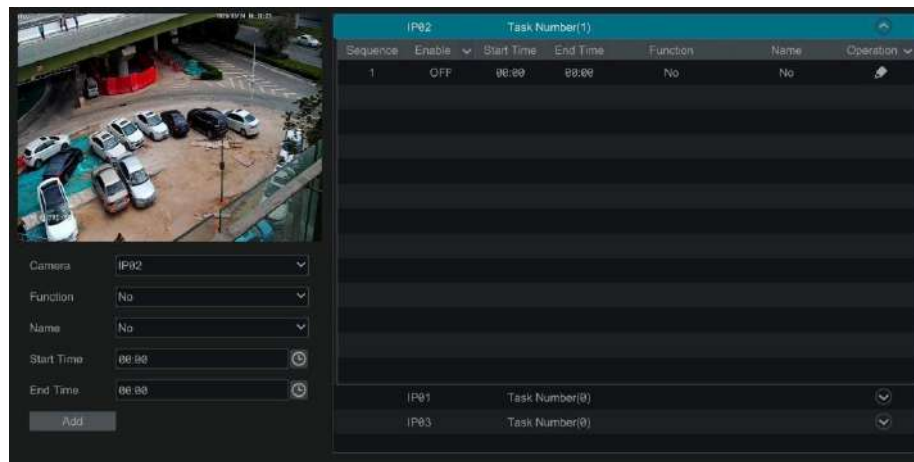 IP02 Task Number(1)
Sequence Enable Start Time End Time Function Name Operation
1 OFF 00:00 00:00 No No
Camera IP02
Function No
Name No
Start Time 00:00
End Time 00:00
Add
IP01 Task Number(0)
IP03 Task Number(0)